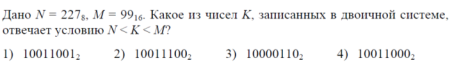 Дано N = 227₈, M = 99₁₆. Какое из чисел K, записанных в двоичной системе,
отвечает условию N < K < M?
1) 10011001₂ 2) 10011100₂ 3) 10000110₂ 4) 10011000₂